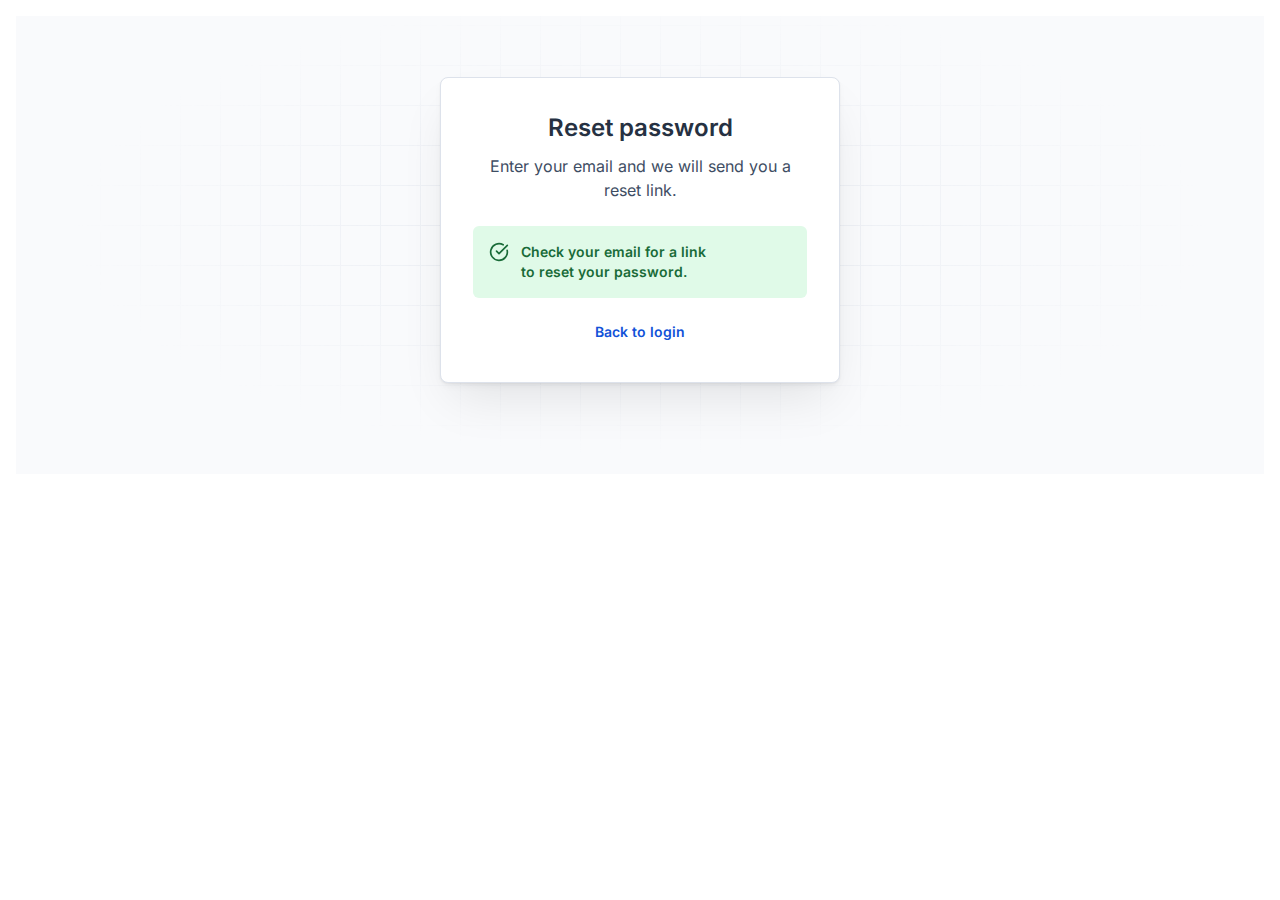 Reset password
Enter your email and we will send you a
reset link.
Check your email for a link
to reset your password.
Back to login